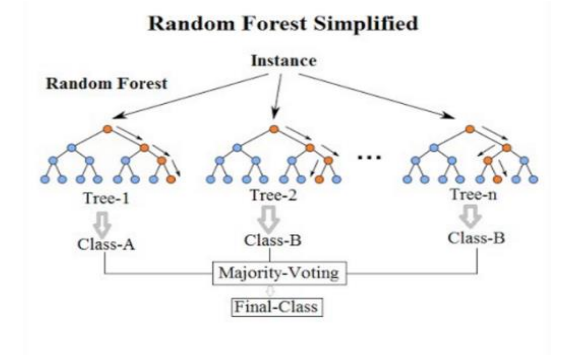 Random Forest Simplified
Instance
Random Forest
...
Tree-1
Tree-2
Tree-n
Class-A
Class-B
Class-B
Majority-Voting
Final-Class